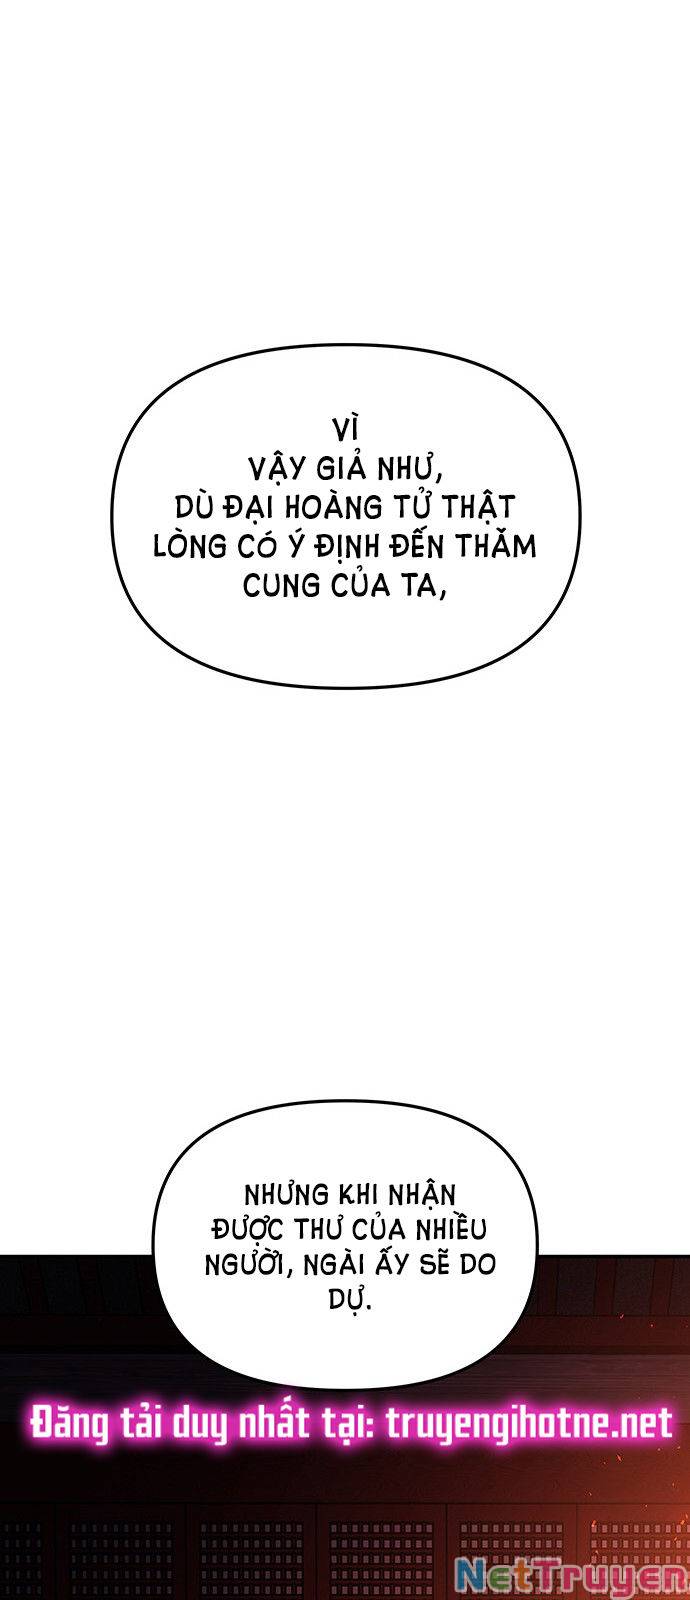 VÌ
VẬY GIẢ NHƯ,
DÙ ĐẠI HOÀNG TỬ THẬT
LÒNG CÓ Ý ĐỊNH ĐẾN THĂM
CUNG CỦA TA,
NHƯNG KHI NHẬN
ĐƯỢC THƯ CỦA NHIỀU
NGƯỜI, NGÀI ẤY SẼ DO
DỰ.
Đăng tải duy nhất tại: truyengihotne.net
NetTruyen